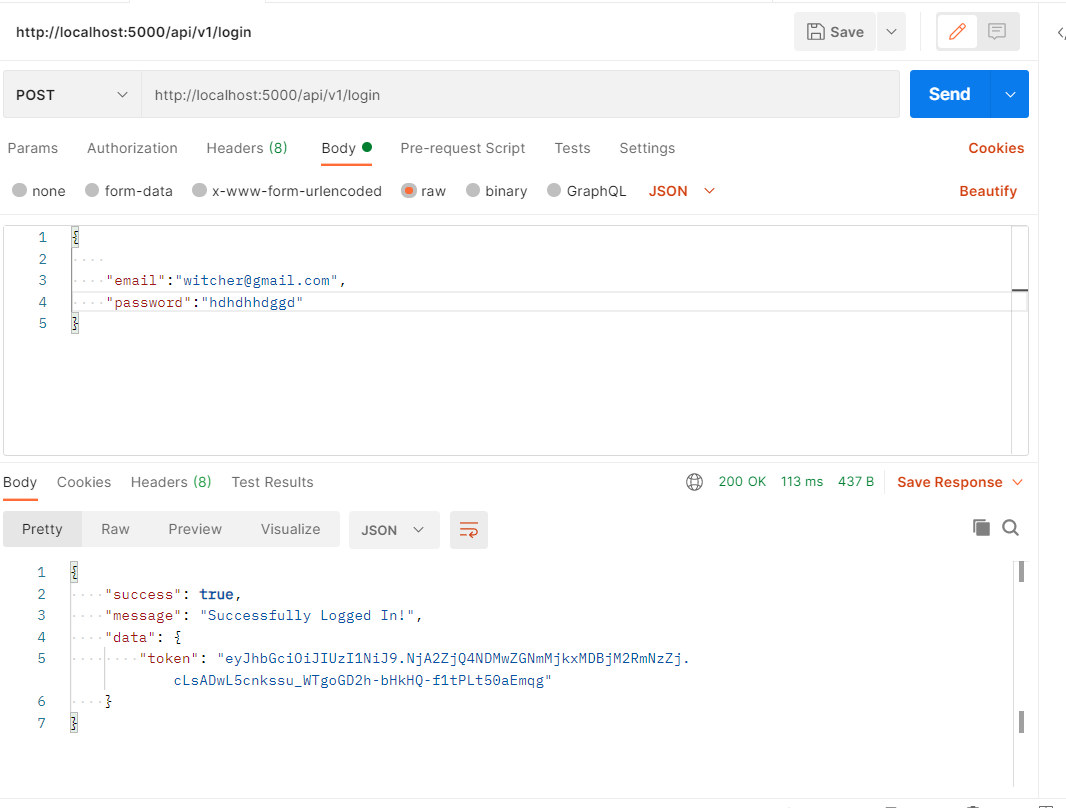 http://localhost:5000/api/v1/login Save
POST http://localhost:5000/api/v1/login Send
Params Authorization Headers (8) Body Pre-request Script Tests Settings Cookies
none form-data x-www-form-urlencoded raw binary GraphQL JSON Beautify
1 {
2
3 "email":"witcher@gmail.com",
4 "password":"hdhdhhdggd"
5 }
Body Cookies Headers (8) Test Results 200 OK 113 ms 437 B Save Response
Pretty Raw Preview Visualize JSON
1 {
2 "success": true,
3 "message": "Successfully Logged In!",
4 "data": {
5 "token": "eyJhbGciOiJIUzI1NiJ9.NjA2ZjQ4NDMwZGNmMjkxMDBjM2RmNzZj.
cLsADwL5cnkssu_WTgoGD2h-bHkHQ-f1tPLt50aEmqg"
6 }
7 }